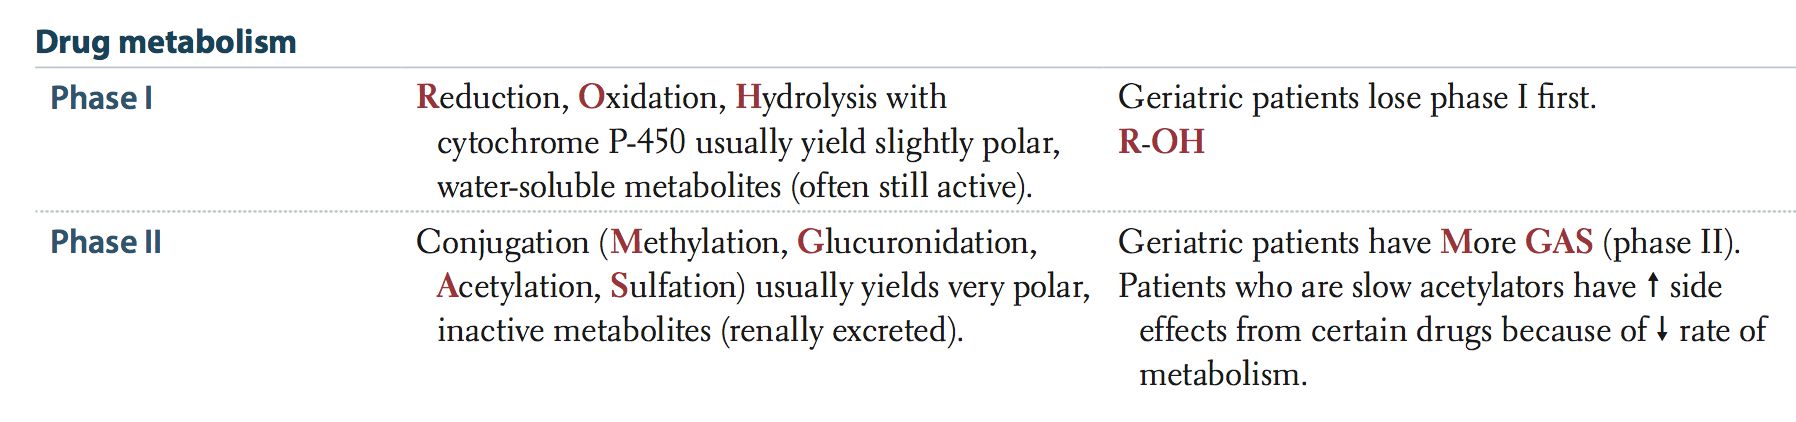 Drug metabolism
Phase I
Reduction, Oxidation, Hydrolysis with
cytochrome P-450 usually yield slightly polar,
water-soluble metabolites (often still active).
Geriatric patients lose phase I first.
R-OH
Phase II
Conjugation (Methylation, Glucuronidation,
Acetylation, Sulfation) usually yields very polar,
inactive metabolites (renally excreted).
Geriatric patients have More GAS (phase II).
Patients who are slow acetylators have ↑ side
effects from certain drugs because of ↓ rate of
metabolism.